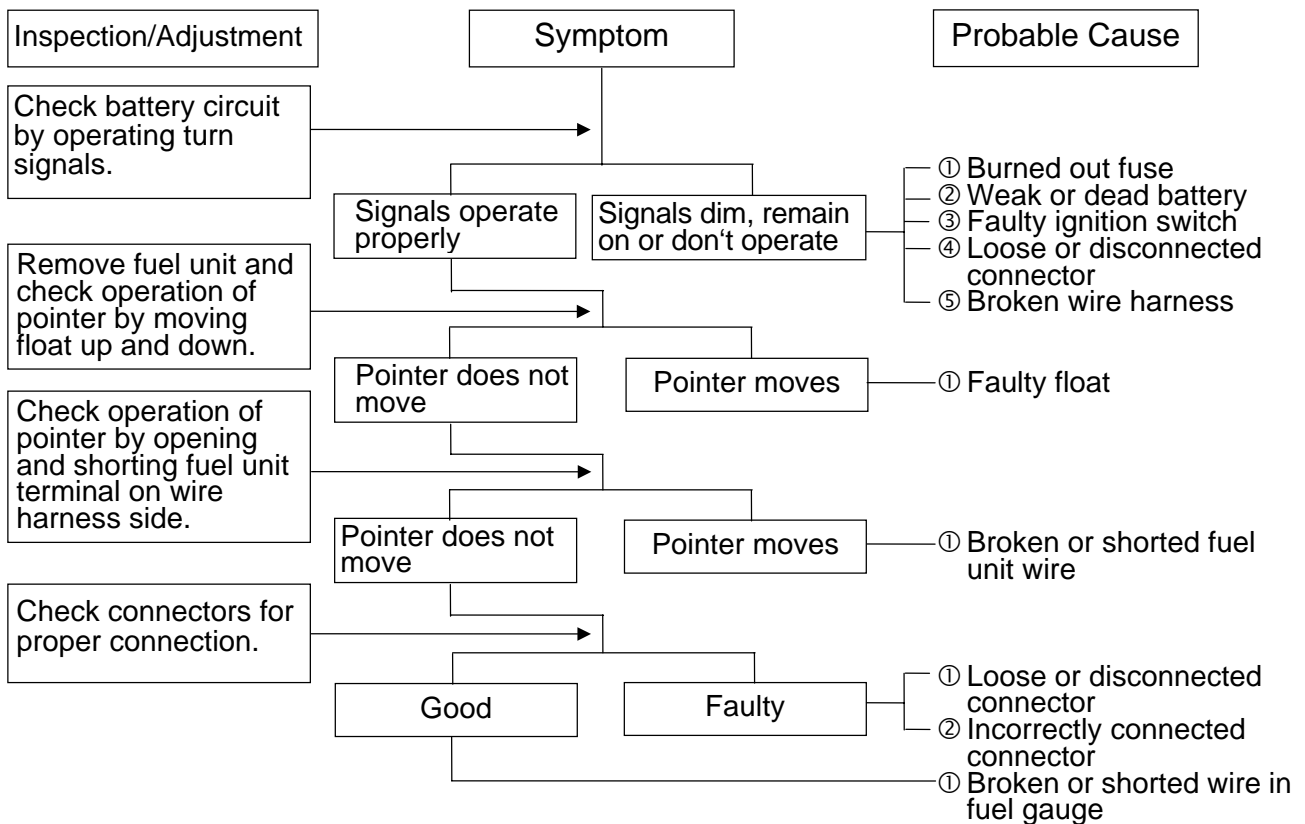 Inspection/Adjustment
Symptom
Probable Cause
Check battery circuit
by operating turn
signals.
Signals operate
properly
Signals dim, remain
on or don‘t operate
① Burned out fuse
② Weak or dead battery
③ Faulty ignition switch
④ Loose or disconnected
connector
⑤ Broken wire harness
Remove fuel unit and
check operation of
pointer by moving
float up and down.
Pointer does not
move
Pointer moves
① Faulty float
Check operation of
pointer by opening
and shorting fuel unit
terminal on wire
harness side.
Pointer does not
move
Pointer moves
① Broken or shorted fuel
unit wire
Check connectors for
proper connection.
Good
Faulty
① Loose or disconnected
connector
② Incorrectly connected
connector
① Broken or shorted wire in
fuel gauge